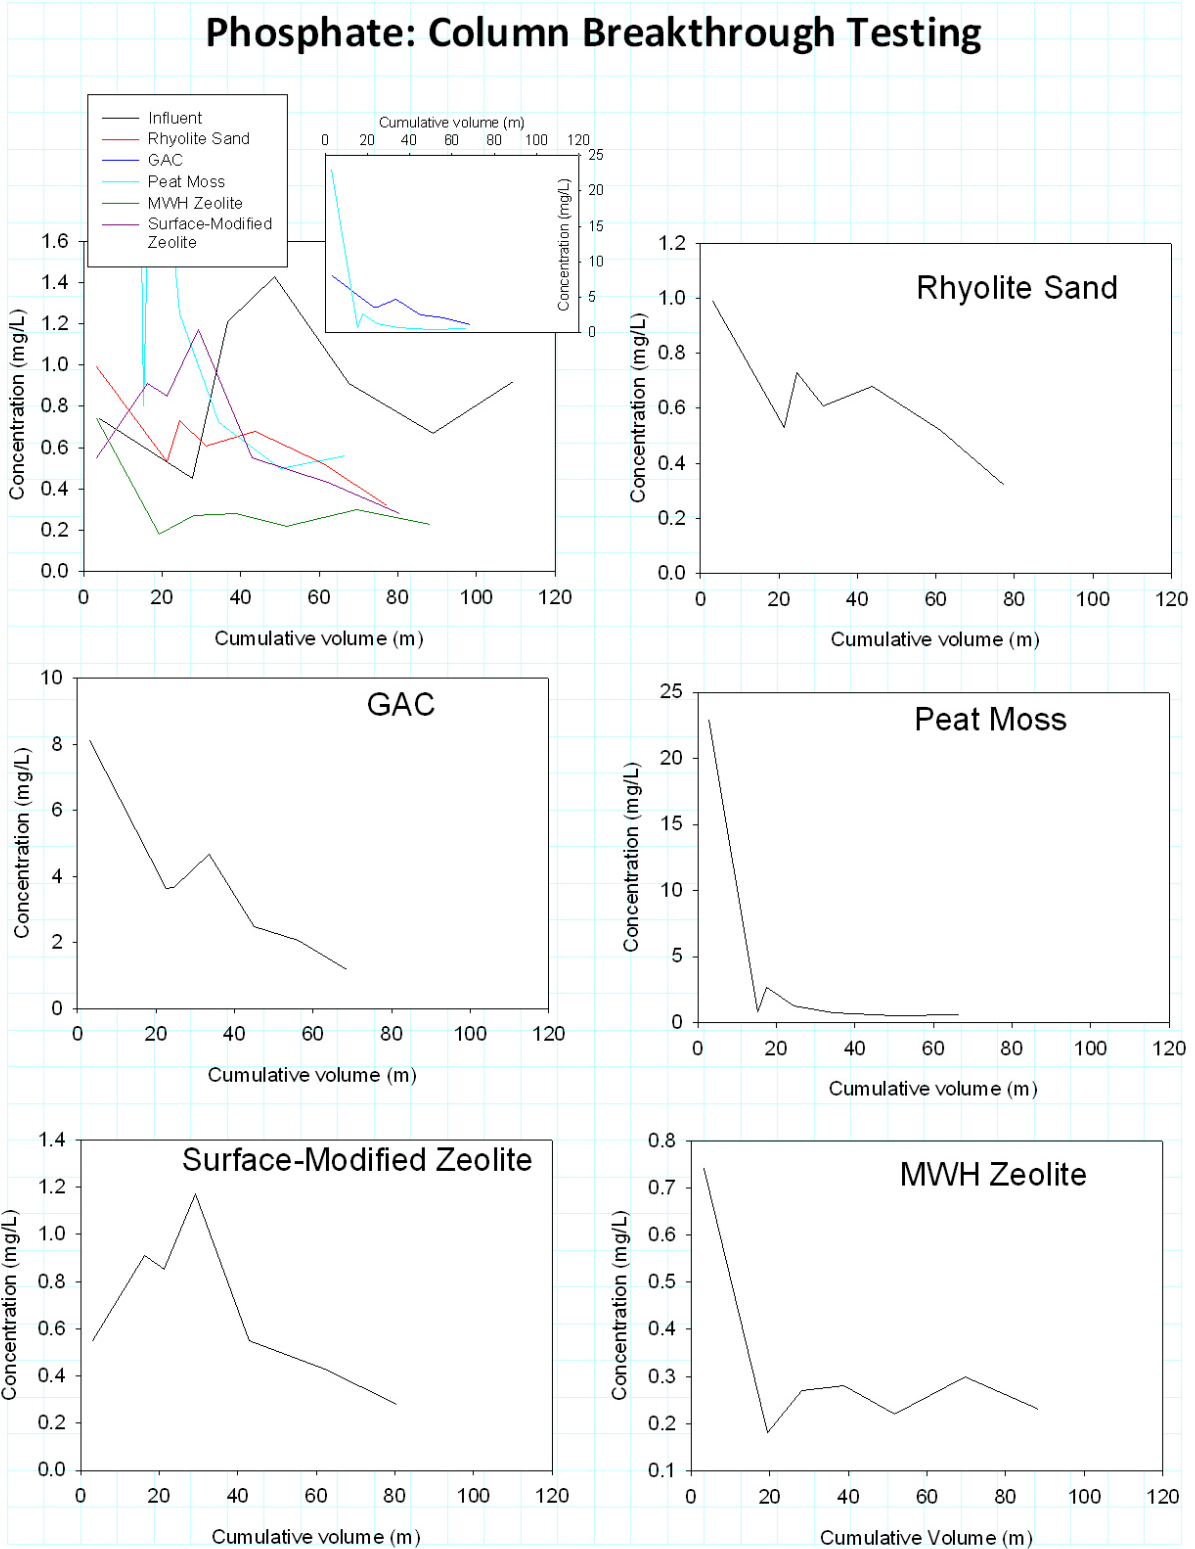 Phosphate: Column Breakthrough Testing
Influent
Rhyolite Sand
GAC
Peat Moss
MWH Zeolite
Surface-Modified
Zeolite
Cumulative volume (m)
0 20 40 60 80 100 120
25
20
15
10
5
0
Concentration (mg/L)
1.6
1.4
1.2
1.0
0.8
0.6
0.4
0.2
0.0
Concentration (mg/L)
0 20 40 60 80 100 120
Cumulative volume (m)
Rhyolite Sand
1.2
1.0
0.8
0.6
0.4
0.2
0.0
Concentration (mg/L)
0 20 40 60 80 100 120
Cumulative volume (m)
GAC
10
8
6
4
2
0
Concentration (mg/L)
0 20 40 60 80 100 120
Cumulative volume (m)
Peat Moss
25
20
15
10
5
0
Concentration (mg/L)
0 20 40 60 80 100 120
Cumulative volume (m)
Surface-Modified Zeolite
1.4
1.2
1.0
0.8
0.6
0.4
0.2
0.0
Concentration (mg/L)
0 20 40 60 80 100 120
Cumulative volume (m)
MWH Zeolite
0.8
0.7
0.6
0.5
0.4
0.3
0.2
0.1
Concentration (mg/L)
0 20 40 60 80 100 120
Cumulative Volume (m)